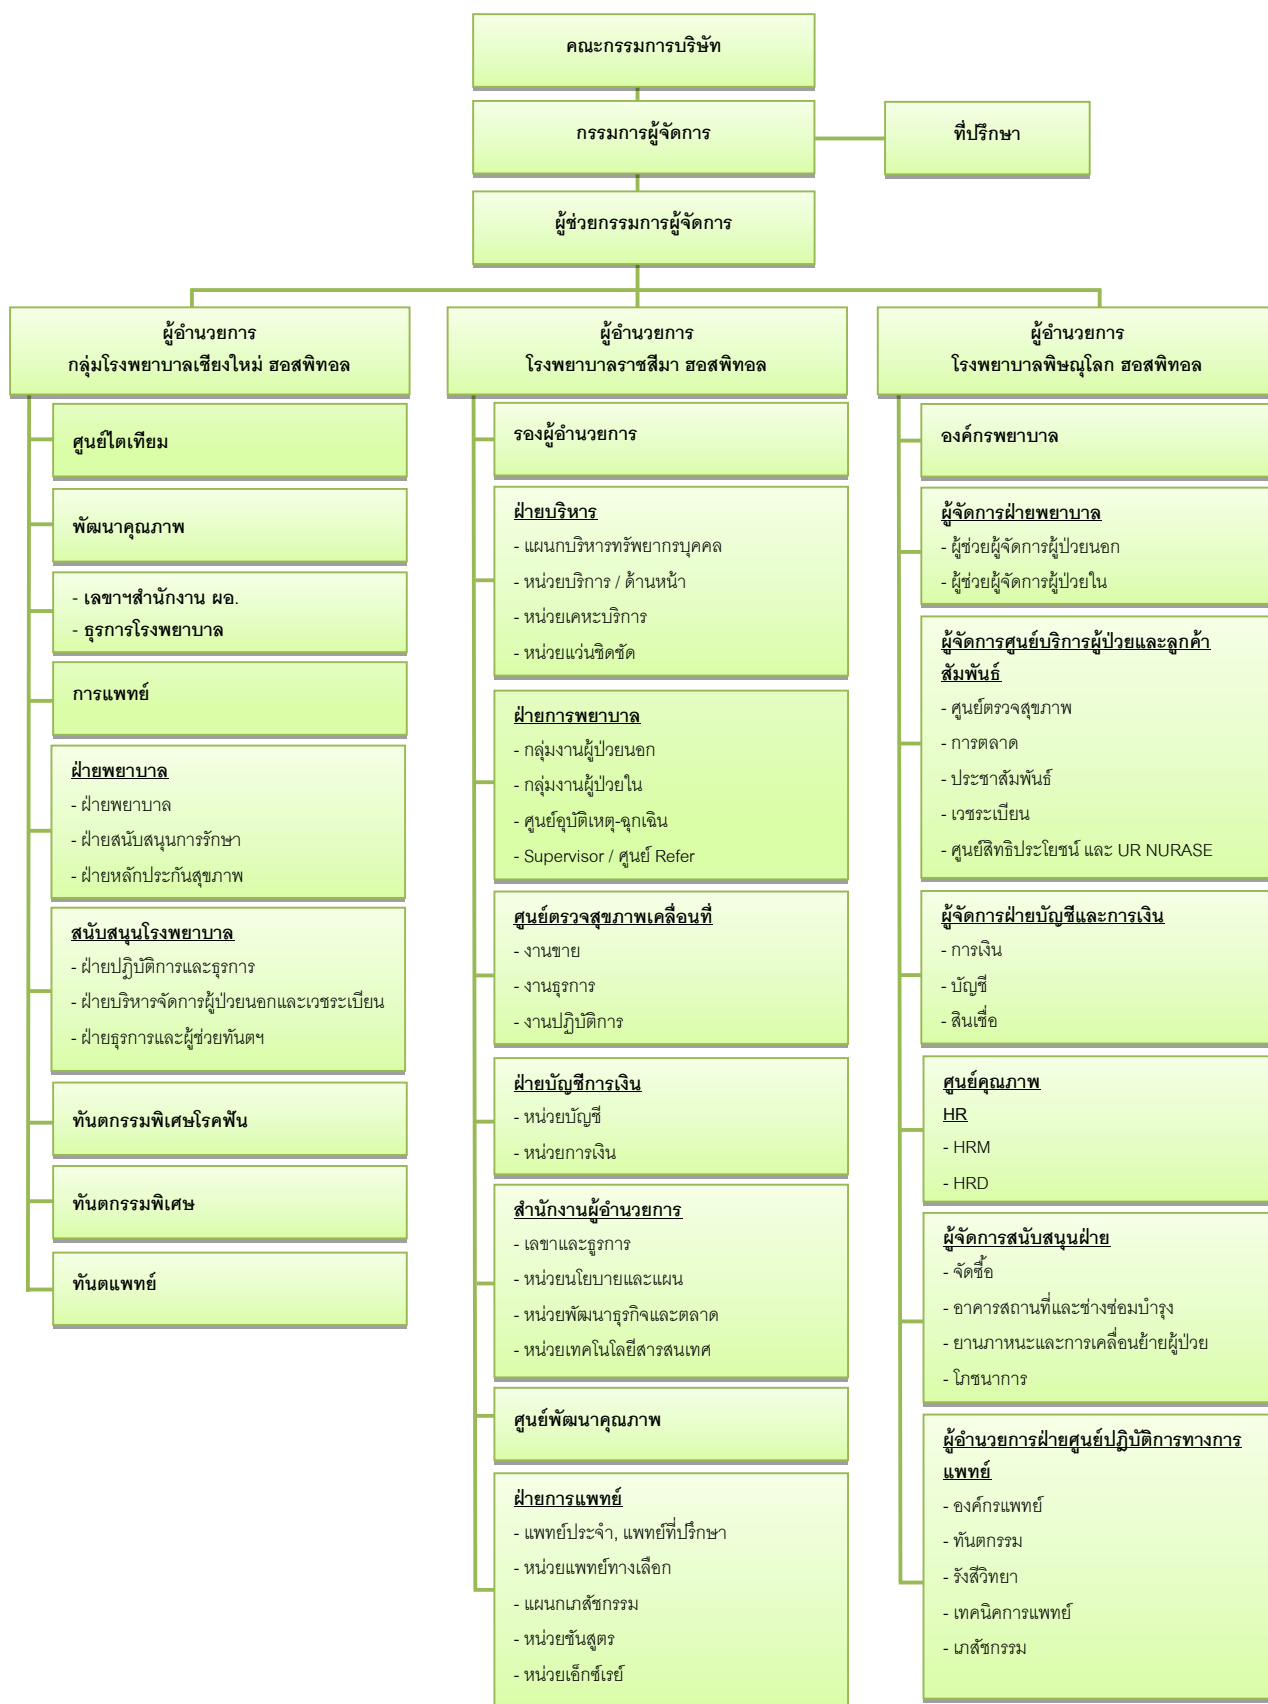 คณะกรรมการบริษัท
กรรมการผู้จัดการ
ที่ปรึกษา
ผู้ช่วยกรรมการผู้จัดการ
ผู้อำนวยการ
กลุ่มโรงพยาบาลเชียงใหม่ ฮอสพิทอล
ศูนย์ไตเทียม
พัฒนาคุณภาพ
- เลขาฯสำนักงาน ผอ.
- ธุรการโรงพยาบาล
การแพทย์
ฝ่ายพยาบาล
- ฝ่ายพยาบาล
- ฝ่ายสนับสนุนการรักษา
- ฝ่ายหลักประกันสุขภาพ
สนับสนุนโรงพยาบาล
- ฝ่ายปฎิบัติการและธุรการ
- ฝ่ายบริหารจัดการผู้ป่วยนอกและเวชระเบียน
- ฝ่ายธุรการและผู้ช่วยทันตฯ
ทันตกรรมพิเศษโรคฟัน
ทันตกรรมพิเศษ
ทันตแพทย์
ผู้อำนวยการ
โรงพยาบาลราชสีมา ฮอสพิทอล
รองผู้อำนวยการ
ฝ่ายบริหาร
- แผนกบริหารทรัพยากรบุคคล
- หน่วยบริการ / ด้านหน้า
- หน่วยเคหะบริการ
- หน่วยแว่นชิดชัด
ฝ่ายการพยาบาล
- กลุ่มงานผู้ป่วยนอก
- กลุ่มงานผู้ป่วยใน
- ศูนย์อุบัติเหตุ-ฉุกเฉิน
- Supervisor / ศูนย์ Refer
ศูนย์ตรวจสุขภาพเคลื่อนที่
- งานขาย
- งานธุรการ
- งานปฏิบัติการ
ฝ่ายบัญชีการเงิน
- หน่วยบัญชี
- หน่วยการเงิน
สำนักงานผู้อำนวยการ
- เลขาและธูรการ
- หน่วยนโยบายและแผน
- หน่วยพัฒนาธุรกิจและตลาด
- หน่วยเทคโนโลยีสารสนเทศ
ศูนย์พัฒนาคุณภาพ
ฝ่ายการแพทย์
- แพทย์ประจำ, แพทย์ที่ปรึกษา
- หน่วยแพทย์ทางเลือก
- แผนกเภสัชกรรม
- หน่วยชันสูตร
- หน่วยเอ็กซ์เรย์
ผู้อำนวยการ
โรงพยาบาลพิษณุโลก ฮอสพิทอล
องค์กรพยาบาล
ผู้จัดการฝ่ายพยาบาล
- ผู้ช่วยผู้จัดการผู้ป่วยนอก
- ผู้ช่วยผู้จัดการผู้ป่วยใน
ผู้จัดการศูนย์บริการผู้ป่วยและลูกค้า
สัมพันธ์
- ศูนย์ตรวจสุขภาพ
- การตลาด
- ประชาสัมพันธ์
- เวชระเบียน
- ศูนย์สิทธิประโยชน์ และ UR NURASE
ผู้จัดการฝ่ายบัญชีและการเงิน
- การเงิน
- บัญชี
- สินเชื่อ
ศูนย์คุณภาพ
HR
- HRM
- HRD
ผู้จัดการสนับสนุนฝ่าย
- จัดซื้อ
- อาคารสถานที่และช่างซ่อมบำรุง
- ยานภาหนะและการเคลื่อนย้ายผู้ป่วย
- โภชนาการ
ผู้อำนวยการฝ่ายศูนย์ปฎิบัติการทางการ
แพทย์
- องค์กรแพทย์
- ทันตกรรม
- รังสีวิทยา
- เทคนิคการแพทย์
- เภสัชกรรม